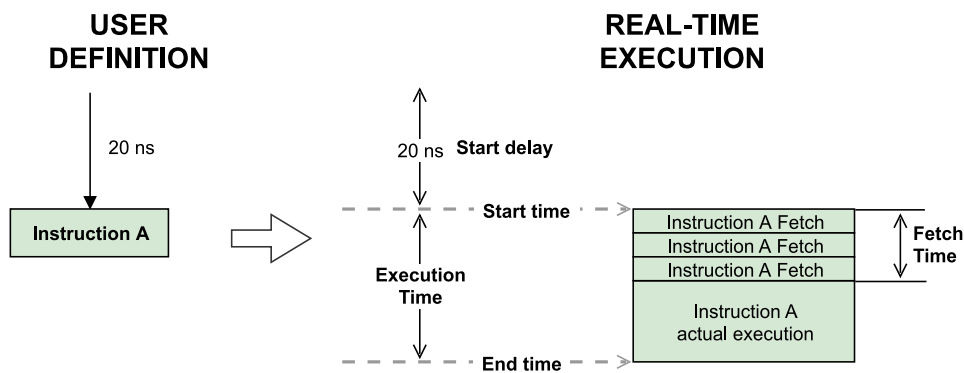 USER
DEFINITION
REAL-TIME
EXECUTION
20 ns
Instruction A
20 ns
Start delay
Start time
Execution
Time
End time
Instruction A Fetch
Instruction A Fetch
Instruction A Fetch
Instruction A
actual execution
Fetch
Time